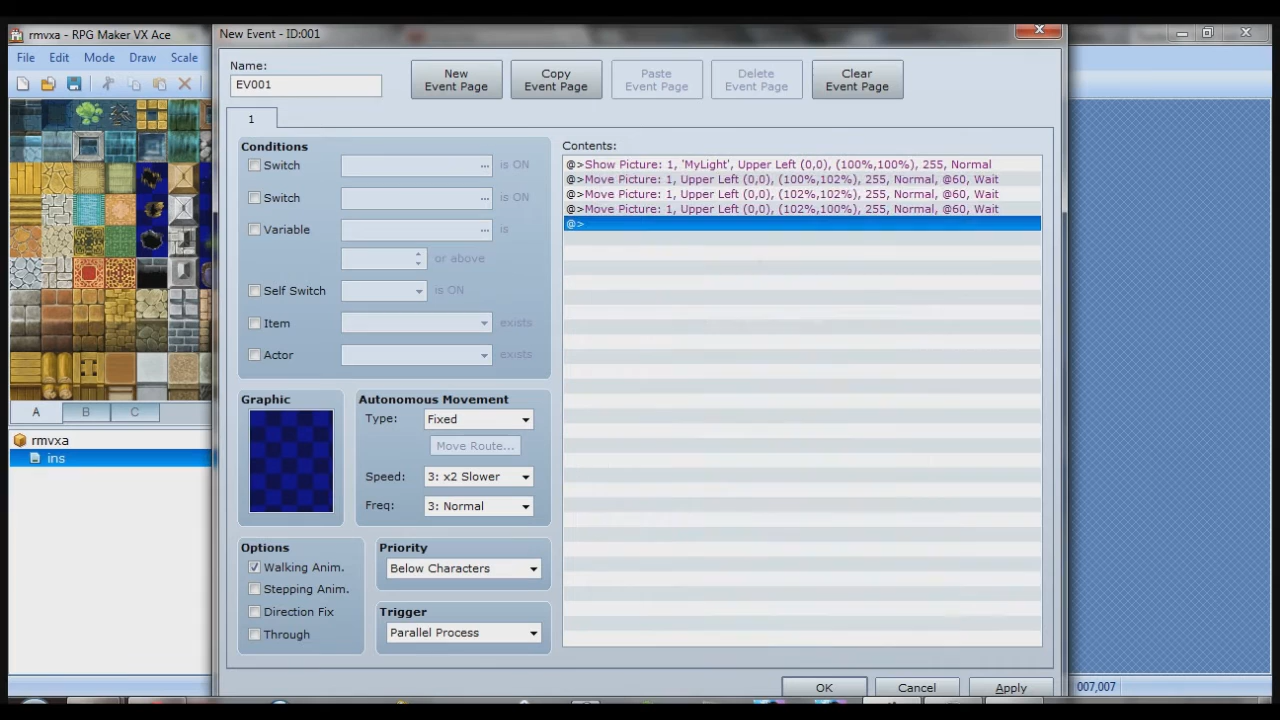 rmvxa - RPG Maker VX Ace
New Event - ID:001
File Edit Mode Draw Scale
Name:
EV001
New Event Page
Copy Event Page
Paste Event Page
Delete Event Page
Clear Event Page
1
Conditions
Switch ... is ON
Switch ... is ON
Variable ... is
or above
Self Switch is ON
Item exists
Actor exists
Graphic
Autonomous Movement
Type: Fixed
Move Route...
Speed: 3: x2 Slower
Freq: 3: Normal
Options
Walking Anim.
Stepping Anim.
Direction Fix
Through
Priority
Below Characters
Trigger
Parallel Process
Contents:
@>Show Picture: 1, 'MyLight', Upper Left (0,0), (100%,100%), 255, Normal
@>Move Picture: 1, Upper Left (0,0), (100%,102%), 255, Normal, @60, Wait
@>Move Picture: 1, Upper Left (0,0), (102%,102%), 255, Normal, @60, Wait
@>Move Picture: 1, Upper Left (0,0), (102%,100%), 255, Normal, @60, Wait
@>
A B C
rmvxa
ins
OK Cancel Apply
007,007